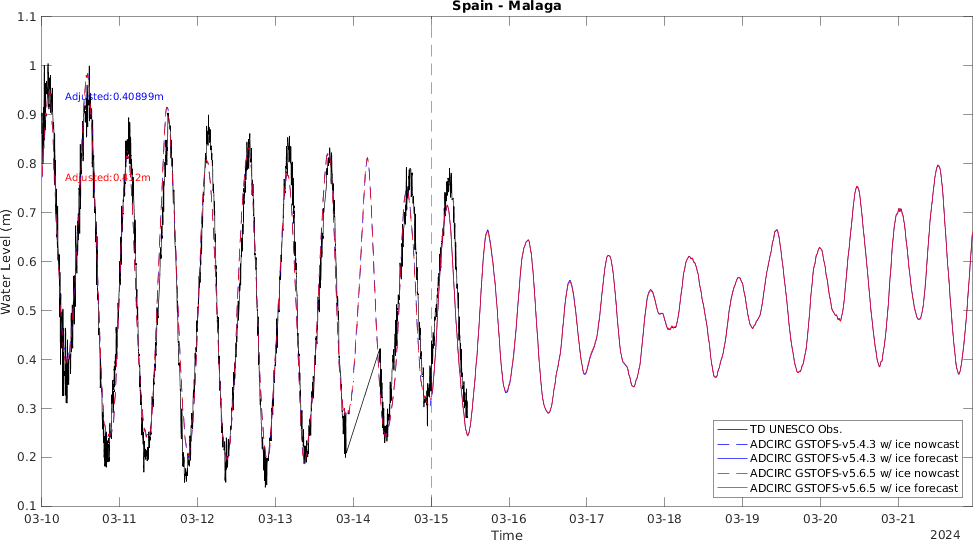 Spain - Malaga
1.1
1
0.9
0.8
0.7
0.6
0.5
0.4
0.3
0.2
0.1
Water Level (m)
Adjusted:0.40899m
Adjusted:0.412m
TD UNESCO Obs.
ADCIRC GSTOFS-v5.4.3 w/ ice nowcast
ADCIRC GSTOFS-v5.4.3 w/ ice forecast
ADCIRC GSTOFS-v5.6.5 w/ ice nowcast
ADCIRC GSTOFS-v5.6.5 w/ ice forecast
03-10 03-11 03-12 03-13 03-14 03-15 03-16 03-17 03-18 03-19 03-20 03-21
Time
2024